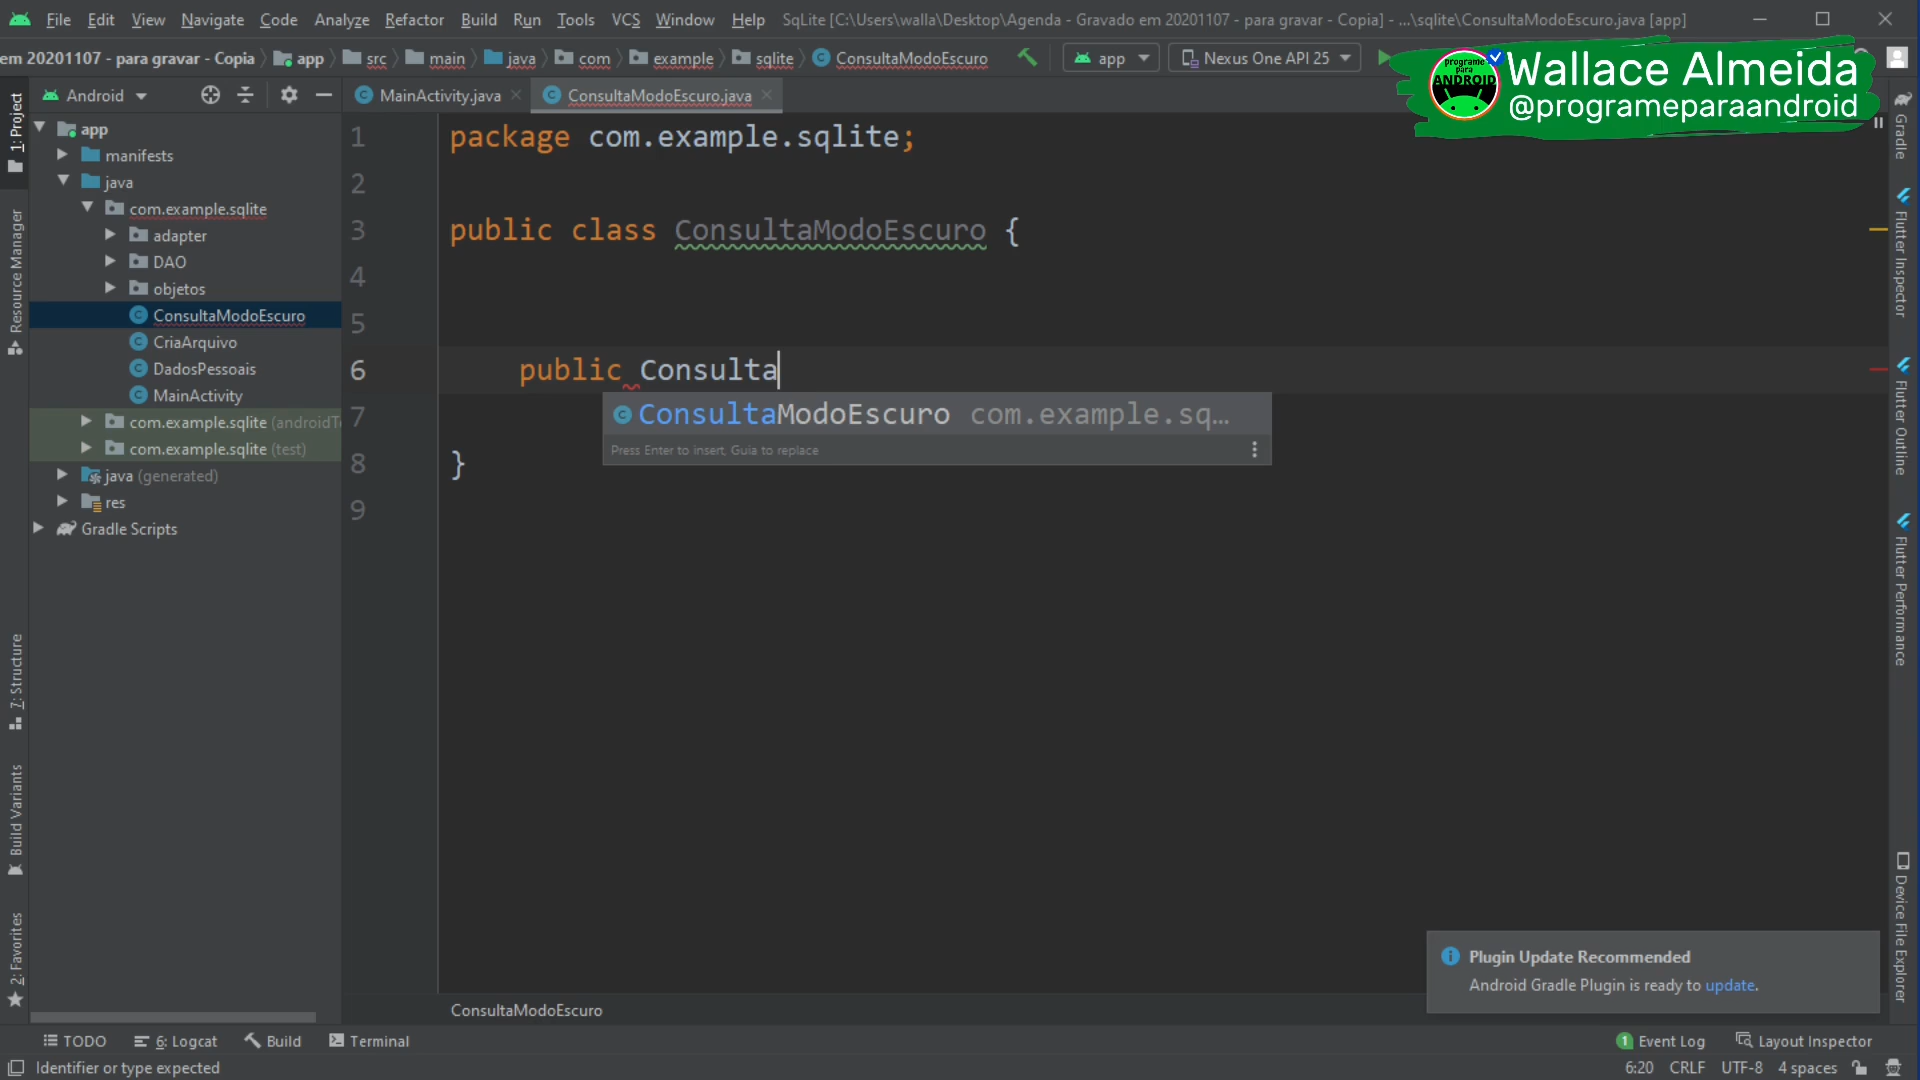 File Edit View Navigate Code Analyze Refactor Build Run Tools VCS Window Help SqLite [C:\Users\walla\Desktop\Agenda - Gravado em 20201107 - para gravar - Copia] - ...\sqlite\ConsultaModoEscuro.java [app]
em 20201107 - para gravar - Copia app src main java com example sqlite ConsultaModoEscuro app Nexus One API 25
programe para ANDROID
Wallace Almeida
@programeparaandroid
Android
MainActivity.java ConsultaModoEscuro.java
1: Project
Resource Manager
7: Structure
Build Variants
2: Favorites
app
manifests
java
com.example.sqlite
adapter
DAO
objetos
ConsultaModoEscuro
CriaArquivo
DadosPessoais
MainActivity
com.example.sqlite (androidT
com.example.sqlite (test)
java (generated)
res
Gradle Scripts
1 package com.example.sqlite;
2
3 public class ConsultaModoEscuro {
4
5
6 public Consulta
ConsultaModoEscuro com.example.sq...
Press Enter to insert, Guia to replace
7
8 }
9
Gradle
Flutter Inspector
Flutter Outline
Flutter Performance
Device File Explorer
Plugin Update Recommended
Android Gradle Plugin is ready to update.
ConsultaModoEscuro
TODO 6: Logcat Build Terminal 1 Event Log Layout Inspector
Identifier or type expected 6:20 CRLF UTF-8 4 spaces